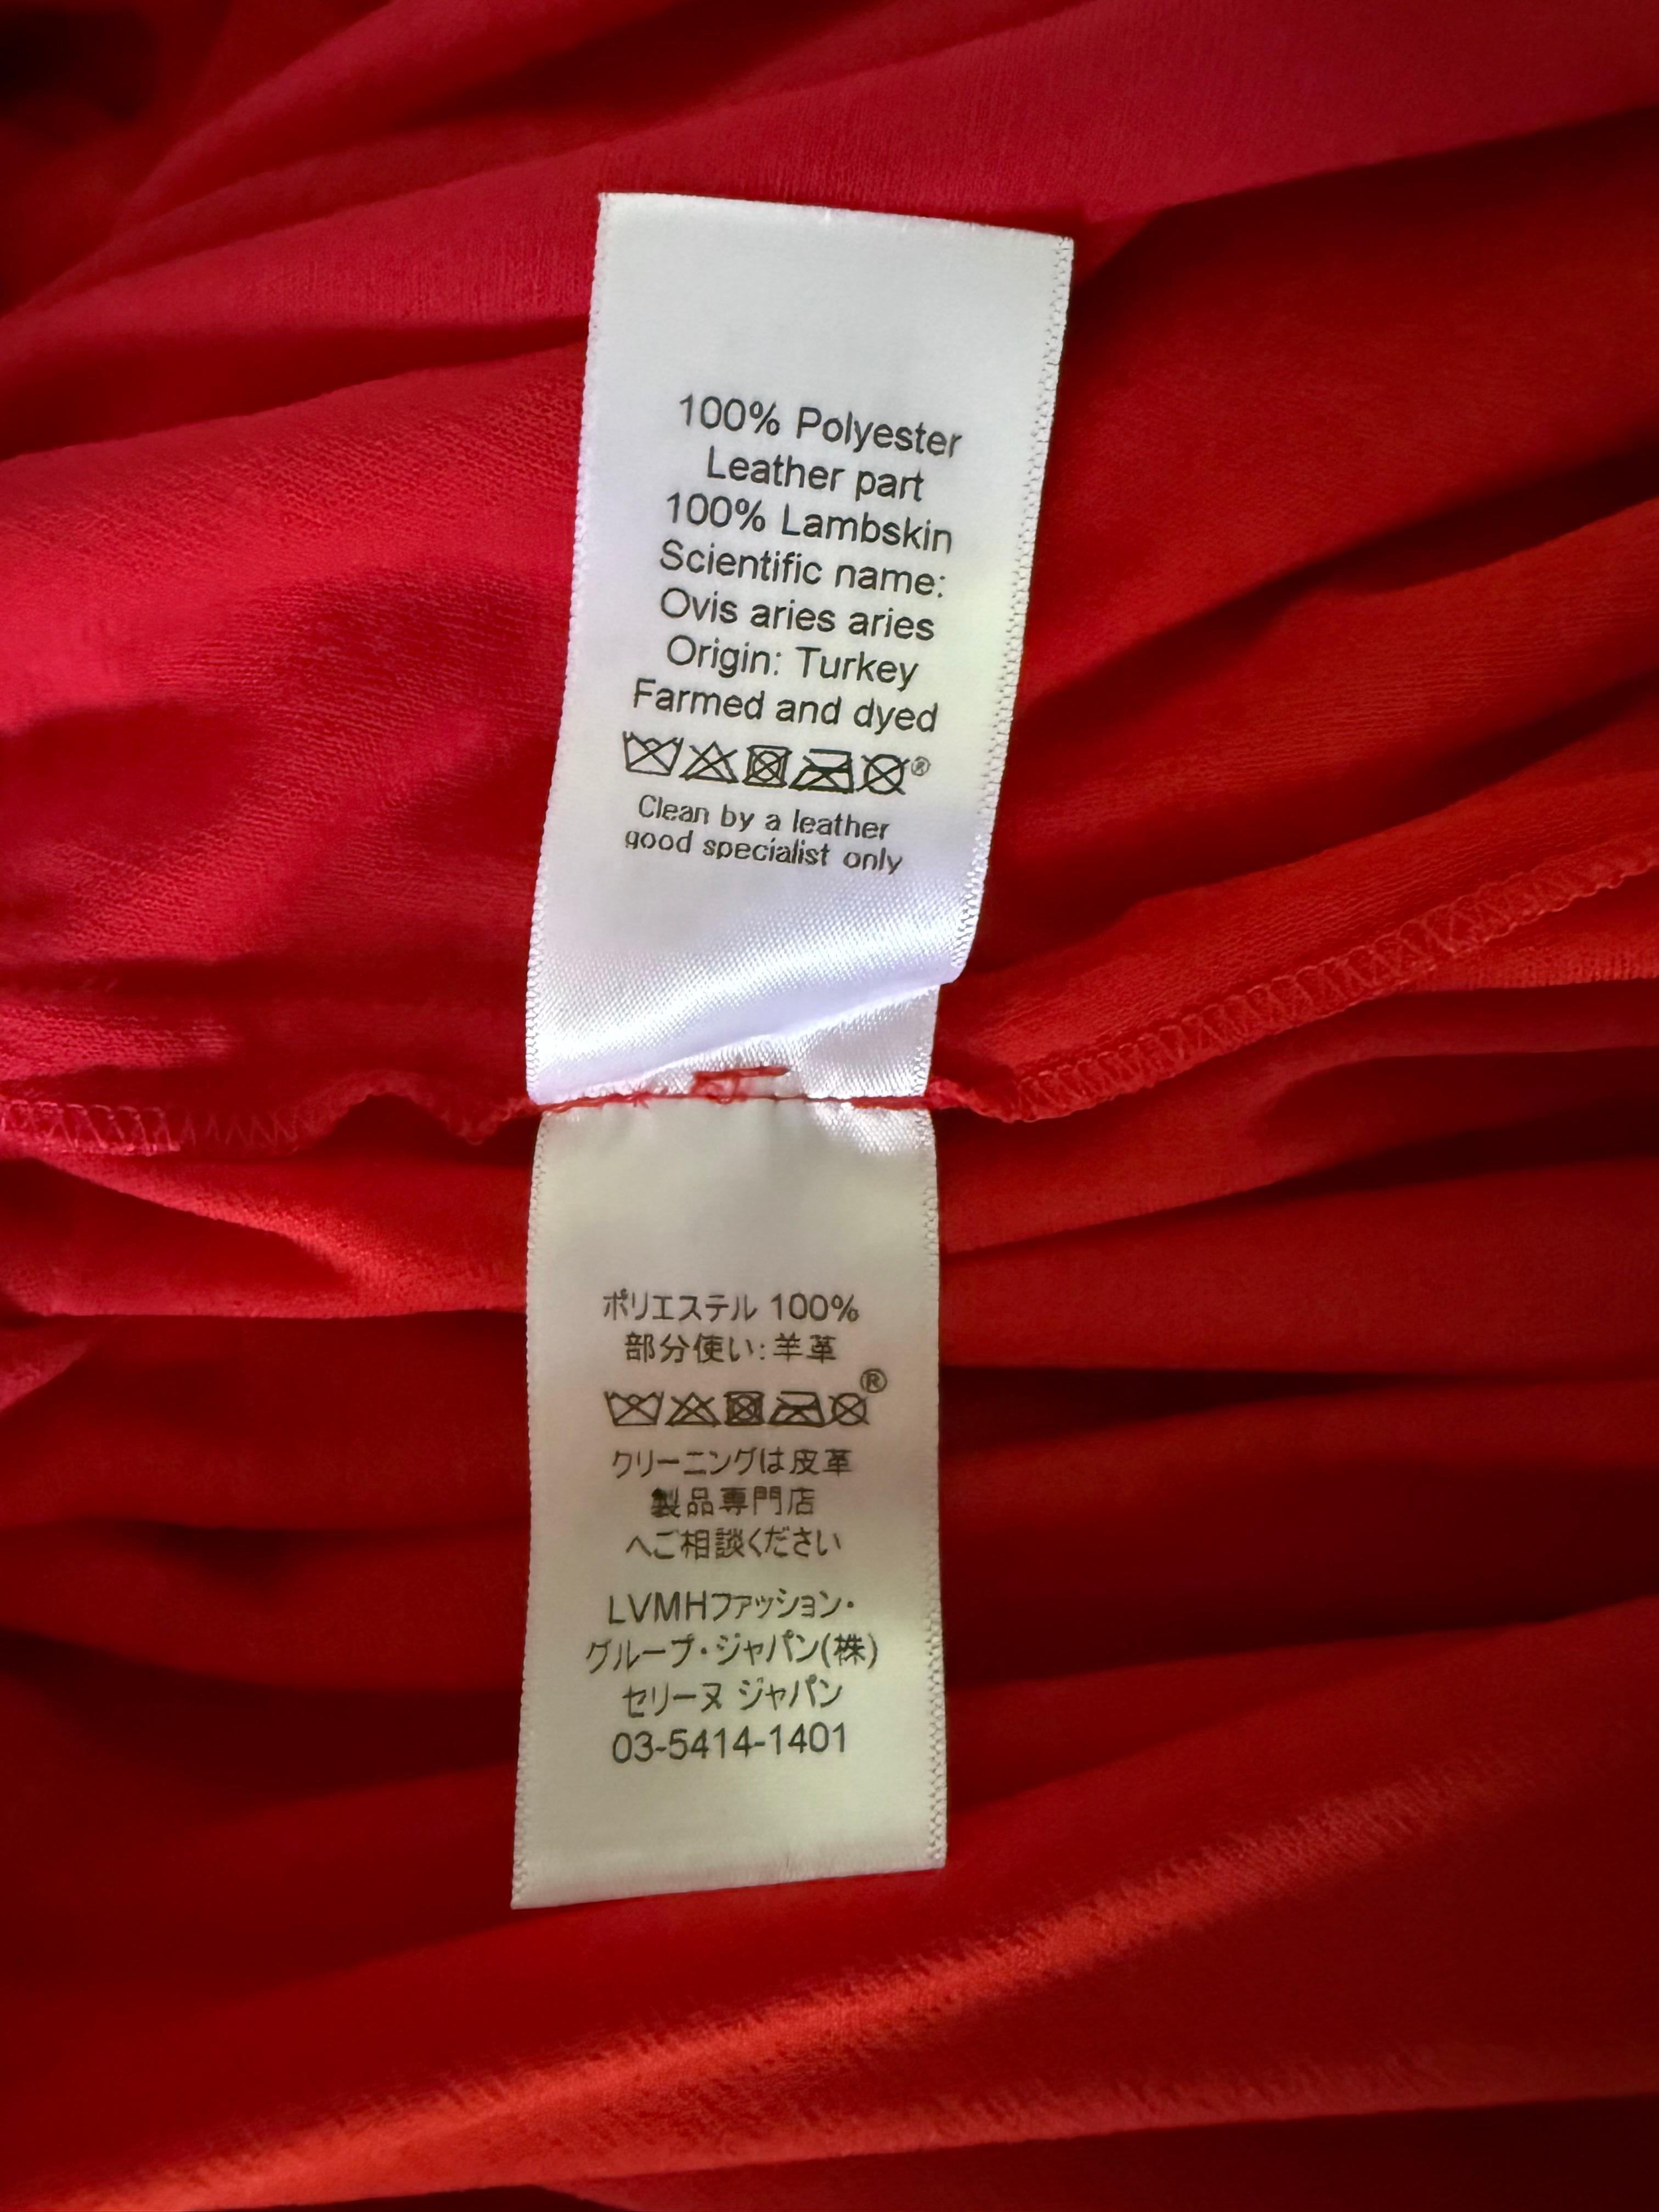 100% Polyester
Leather part
100% Lambskin
Scientific name:
Ovis aries aries
Origin: Turkey
Farmed and dyed
®
Clean by a leather
good specialist only
ポリエステル 100%
部分使い:羊革
®
クリーニングは皮革
製品専門店
へご相談ください
LVMHファッション・
グループ・ジャパン(株)
セリーヌ ジャパン
03-5414-1401